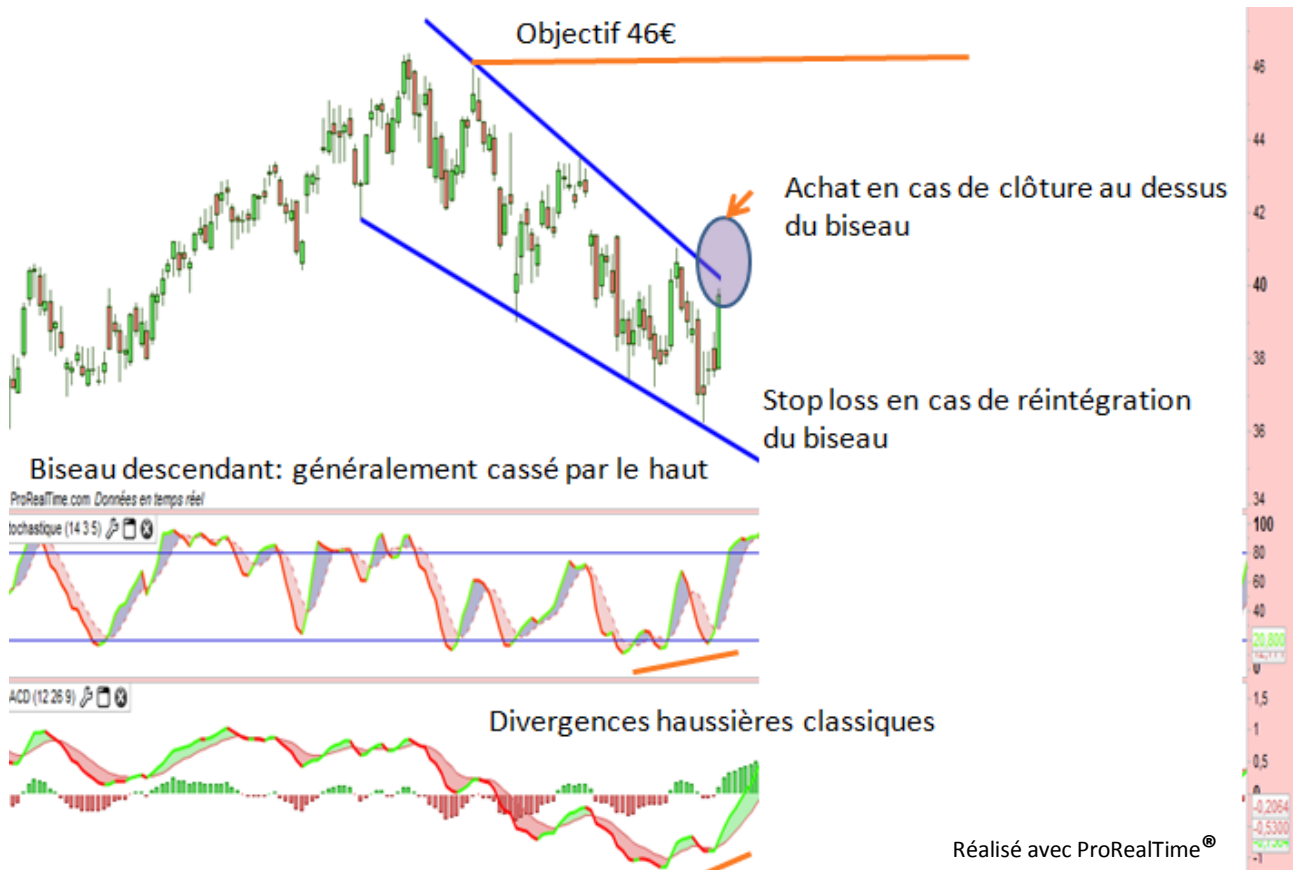 Objectif 46€
46
44
Achat en cas de clôture au dessus
du biseau
42
40
38
Stop loss en cas de réintégration
du biseau
36
Biseau descendant: généralement cassé par le haut
ProRealTime.com Données en temps réel
34
tochastique (14 3 5)
100
80
60
40
20,800
0
ACD (12 26 9)
1,5
Divergences haussières classiques
1
0,5
0
-0,2064
-0,5300
-1
Réalisé avec ProRealTime®